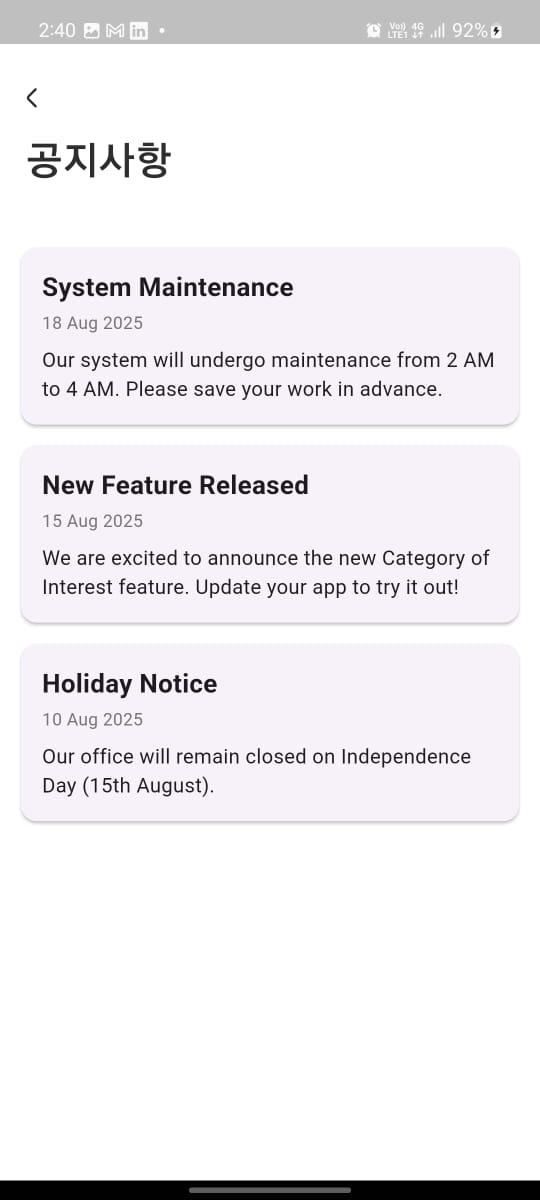 2:40
Vo)) 4G
LTE1
92%
공지사항
System Maintenance
18 Aug 2025
Our system will undergo maintenance from 2 AM
to 4 AM. Please save your work in advance.
New Feature Released
15 Aug 2025
We are excited to announce the new Category of
Interest feature. Update your app to try it out!
Holiday Notice
10 Aug 2025
Our office will remain closed on Independence
Day (15th August).